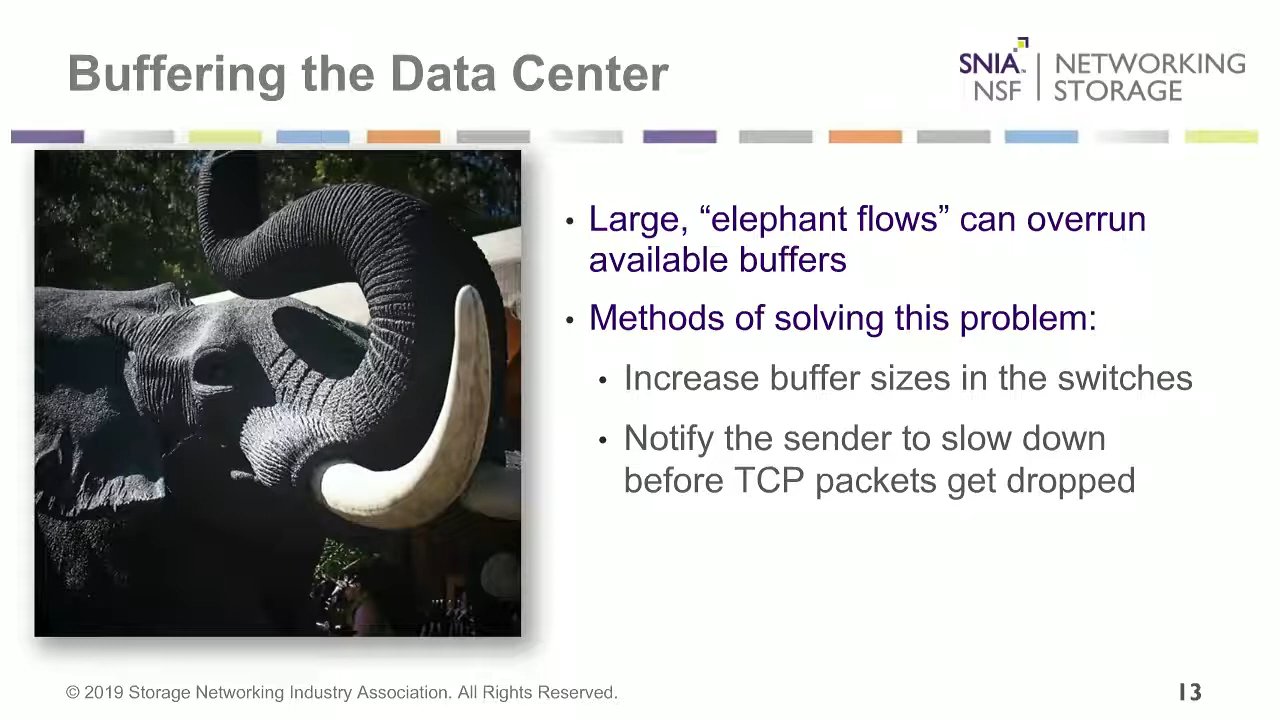 Buffering the Data Center
SNIA™ | NETWORKING
NSF | STORAGE
• Large, “elephant flows” can overrun
available buffers
• Methods of solving this problem:
• Increase buffer sizes in the switches
• Notify the sender to slow down
before TCP packets get dropped
© 2019 Storage Networking Industry Association. All Rights Reserved.
13